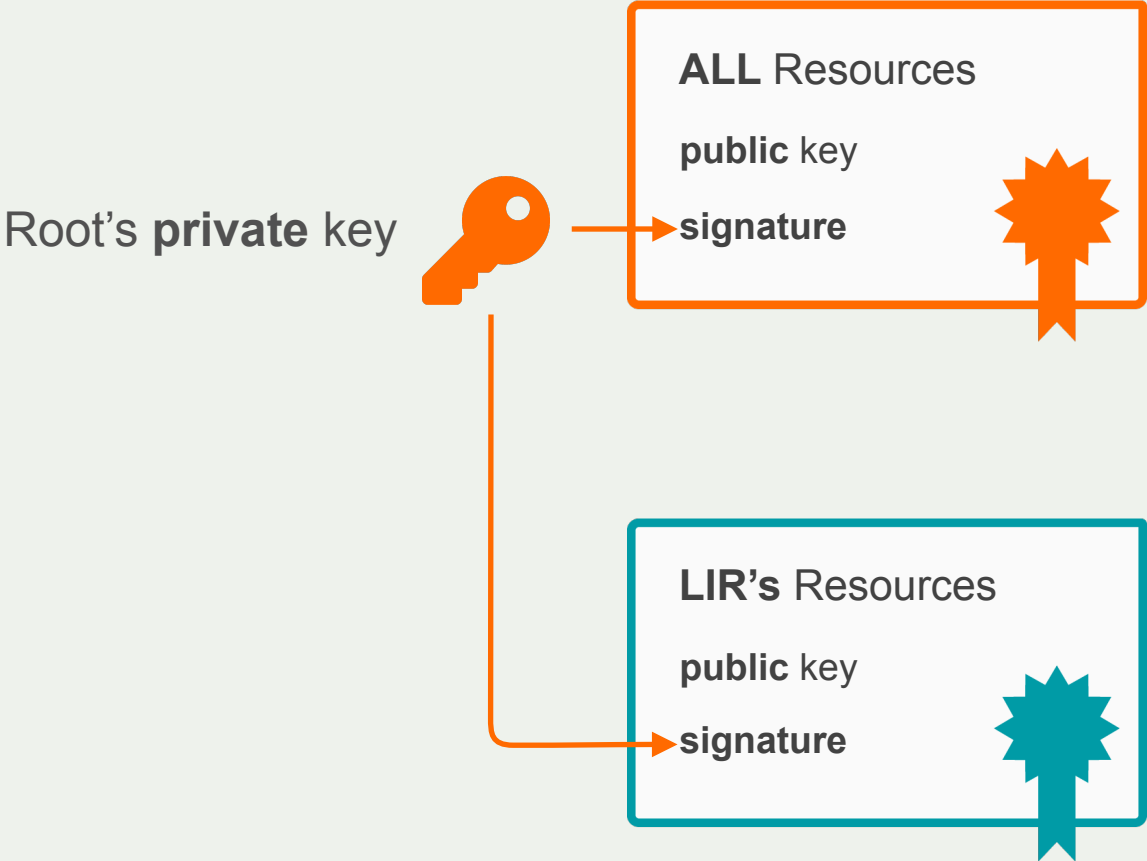 ALL Resources
public key
Root’s private key
signature
LIR’s Resources
public key
signature